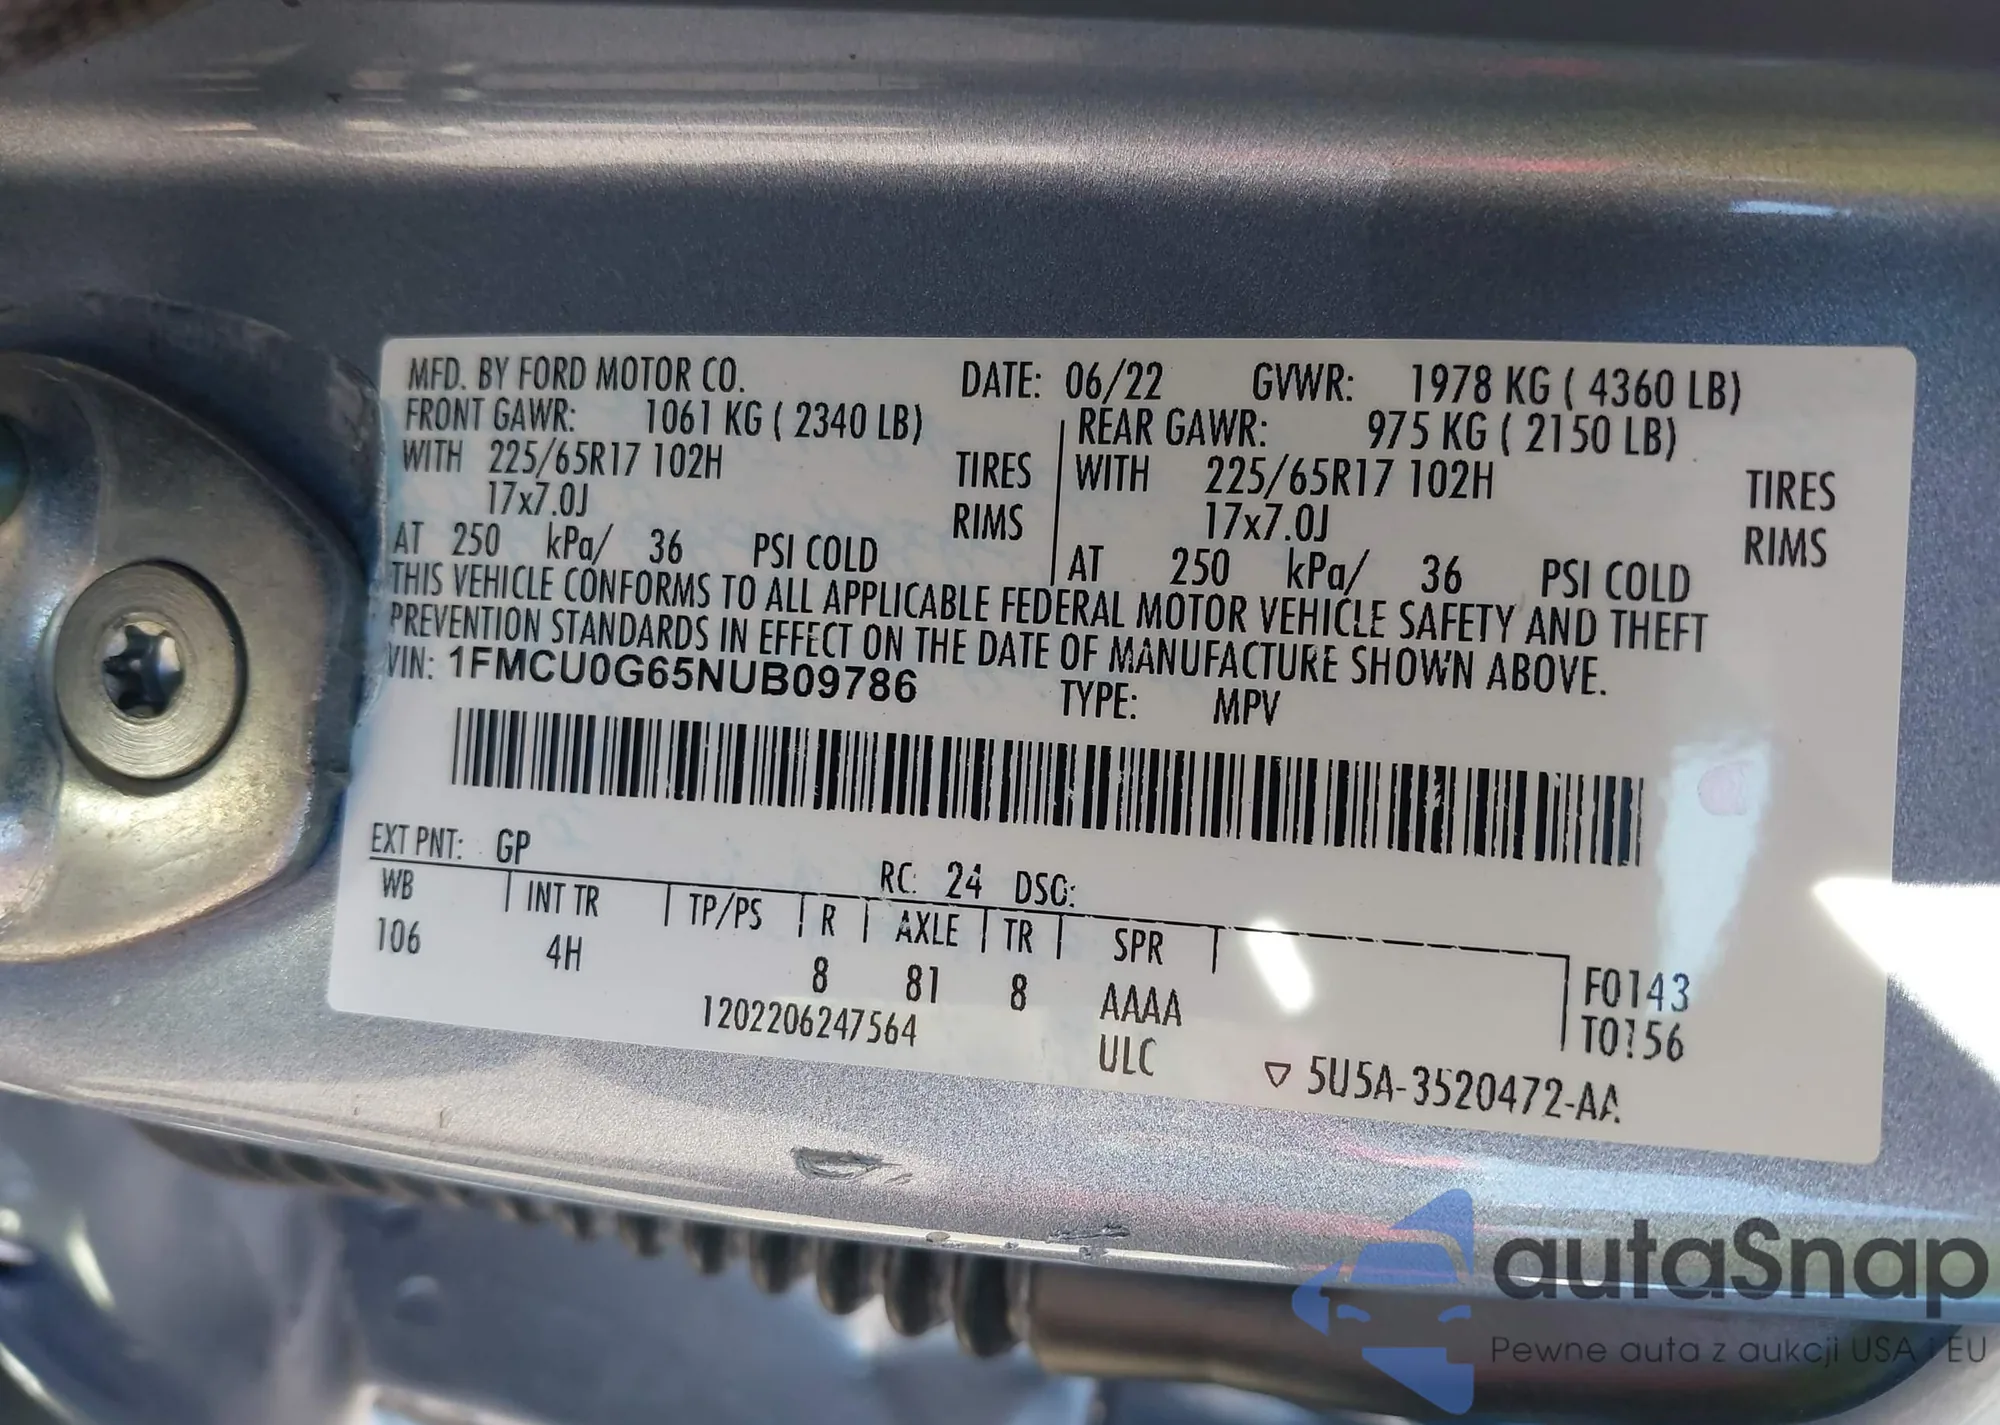 MFD. BY FORD MOTOR CO. DATE: 06/22 GVWR: 1978 KG ( 4360 LB)
FRONT GAWR: 1061 KG ( 2340 LB) REAR GAWR: 975 KG ( 2150 LB)
WITH 225/65R17 102H TIRES WITH 225/65R17 102H TIRES
17x7.0J RIMS 17x7.0J RIMS
AT 250 kPa/ 36 PSI COLD AT 250 kPa/ 36 PSI COLD
THIS VEHICLE CONFORMS TO ALL APPLICABLE FEDERAL MOTOR VEHICLE SAFETY AND THEFT
PREVENTION STANDARDS IN EFFECT ON THE DATE OF MANUFACTURE SHOWN ABOVE.
VIN: 1FMCU0G65NUB09786 TYPE: MPV
EXT PNT: GP RC: 24 DSO:
WB INT TR TP/PS R AXLE TR SPR
106 4H 8 81 8 AAAA F0143
1202206247564 ULC T0156
5U5A-3520472-AA
autaSnap
Pewne auta z aukcji USA i EU